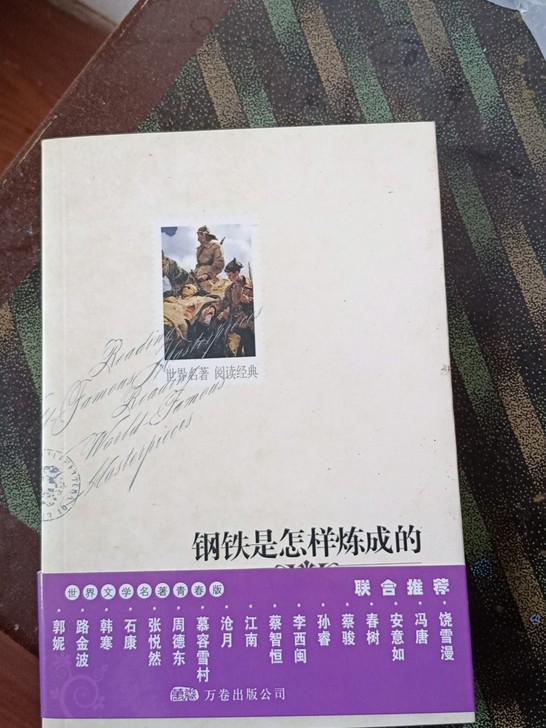 世界名著 阅读经典
Reading
World Famous Masterpieces
Reading
World Famous
Masterpieces
钢铁是怎样炼成的
世界文学名著青春版
联合推荐
饶雪漫
冯唐
安意如
春树
蔡骏
孙睿
李西闽
蔡智恒
江南
沧月
慕容雪村
周德东
张悦然
石康
韩寒
路金波
郭妮
万卷出版公司